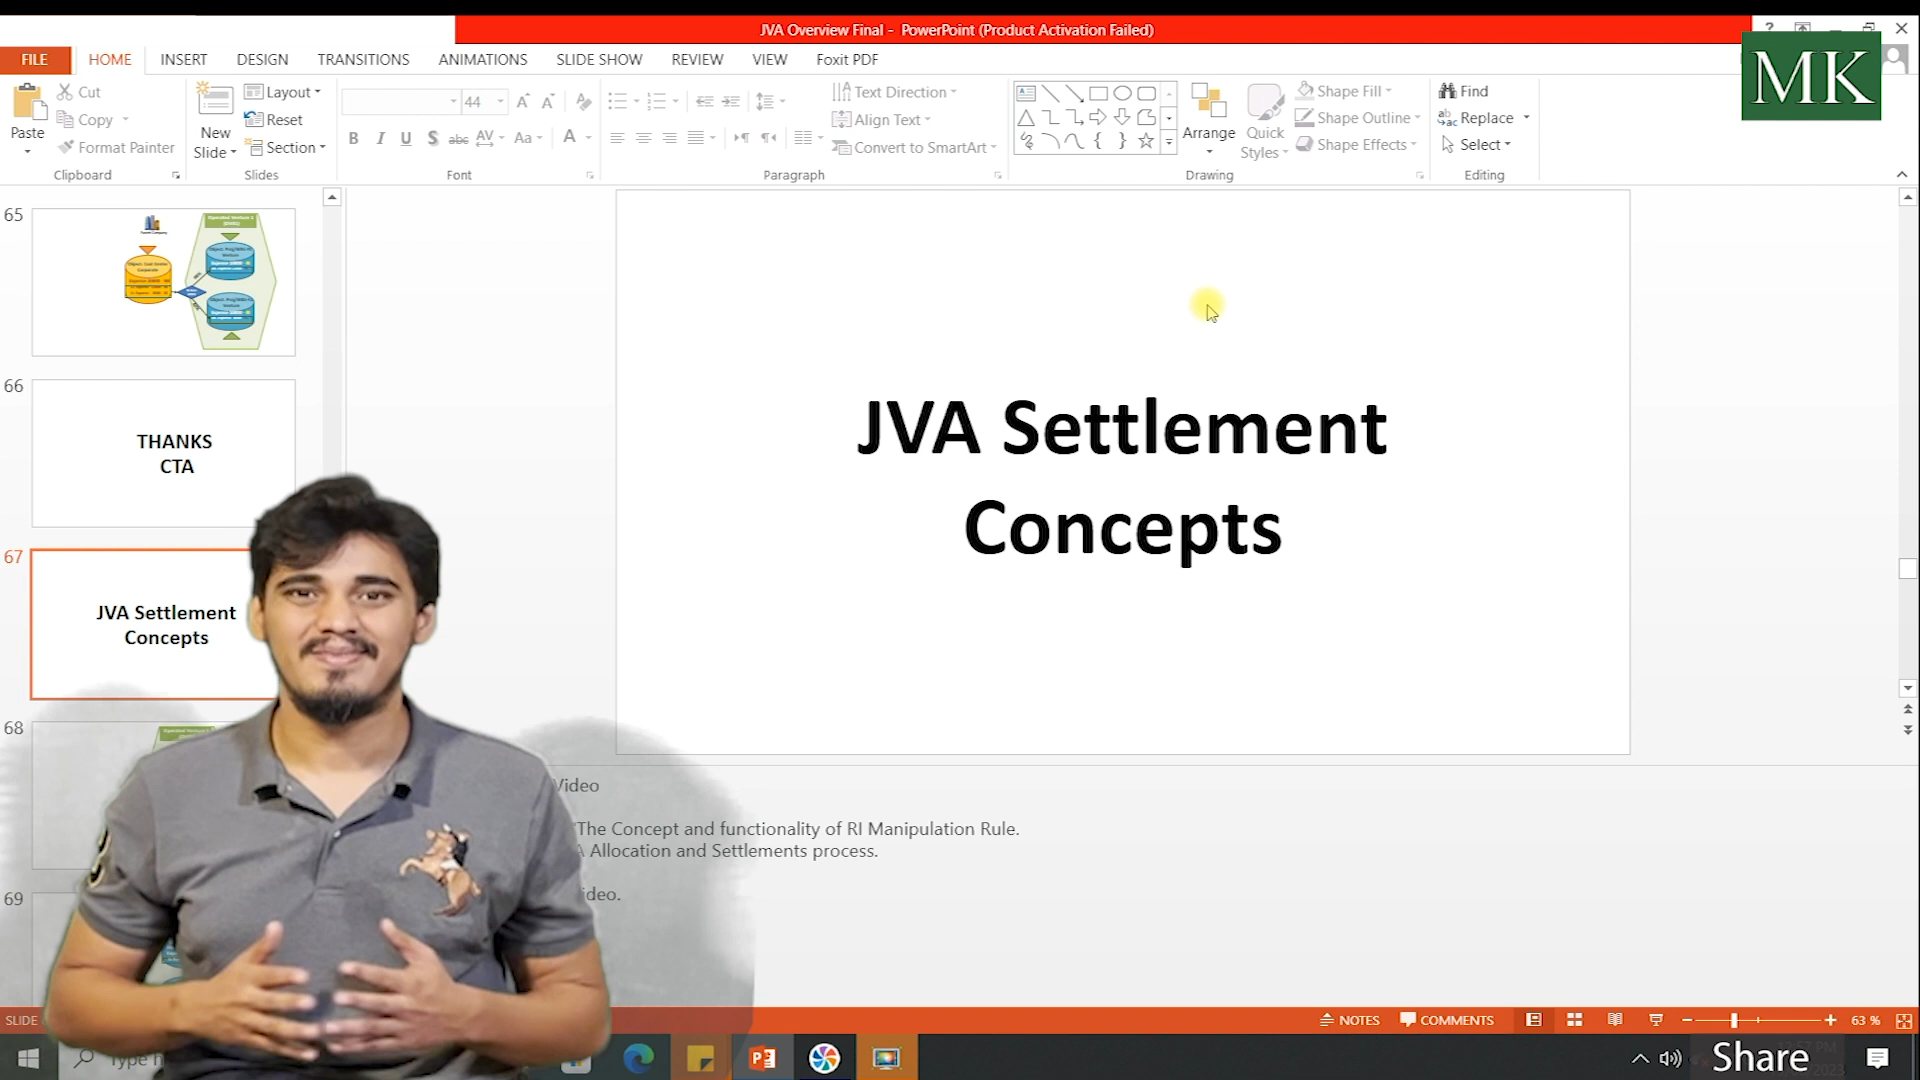 JVA Overview Final - PowerPoint (Product Activation Failed)
?
MK
FILE HOME INSERT DESIGN TRANSITIONS ANIMATIONS SLIDE SHOW REVIEW VIEW Foxit PDF
Paste
Cut
Copy
Format Painter
Clipboard
New
Slide
Layout
Reset
Section
Slides
44
B I U S abc AV Aa A
Font
Text Direction
Align Text
Convert to SmartArt
Paragraph
Arrange
Quick
Styles
Shape Fill
Shape Outline
Shape Effects
Drawing
Find
Replace
Select
Editing
65
66
THANKS
CTA
67
JVA Settlement
Concepts
68
69
JVA Settlement
Concepts
Video
The Concept and functionality of RI Manipulation Rule.
Allocation and Settlements process.
ideo.
SLIDE
NOTES COMMENTS 63 %
Type h
Share